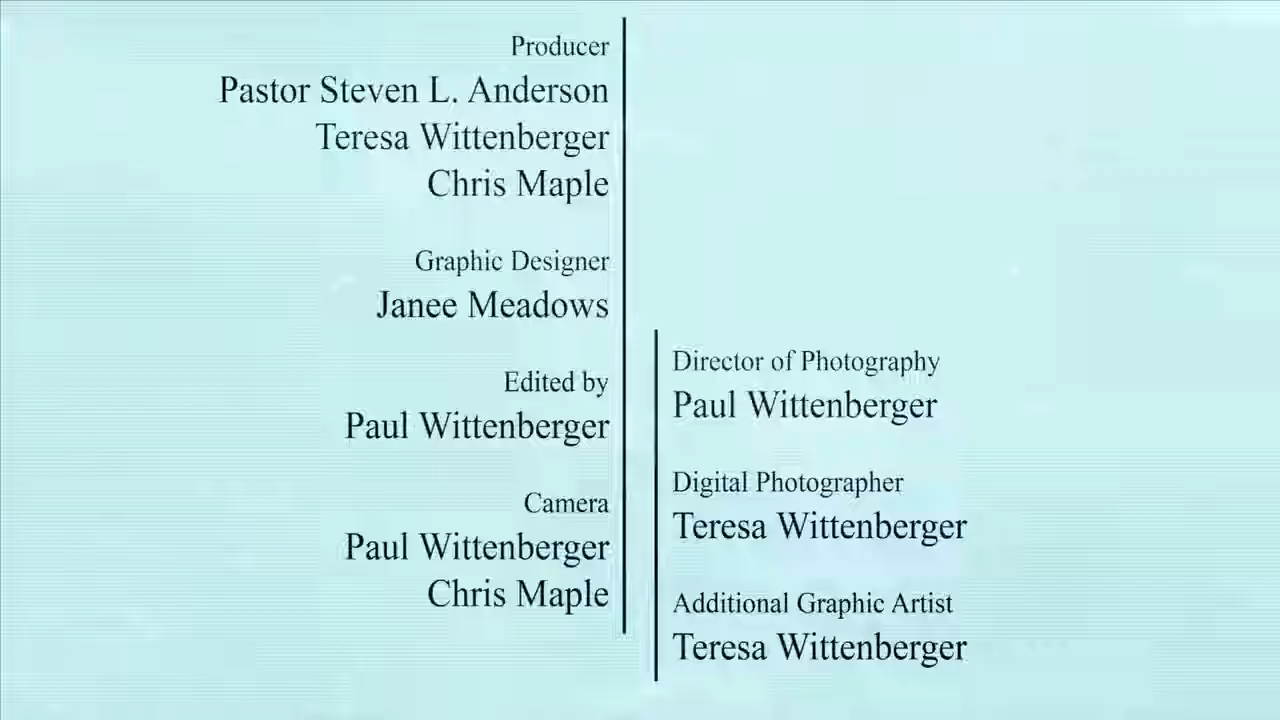 Producer
Pastor Steven L. Anderson
Teresa Wittenberger
Chris Maple
Graphic Designer
Janee Meadows
Edited by
Paul Wittenberger
Camera
Paul Wittenberger
Chris Maple
Director of Photography
Paul Wittenberger
Digital Photographer
Teresa Wittenberger
Additional Graphic Artist
Teresa Wittenberger